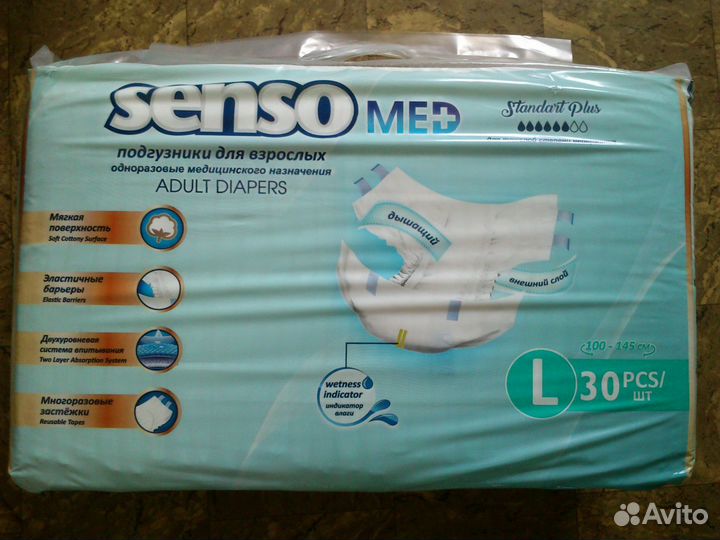 senso MED
Standart Plus
подгузники для взрослых
одноразовые медицинского назначения
ADULT DIAPERS
Мягкая
поверхность
Soft Cottony Surface
Эластичные
барьеры
Elastic Barriers
Двухуровневая
система впитывания
Two Layer Absorption System
Многоразовые
застёжки
Reusable Tapes
дышащий
внешний слой
wetness
indicator
индикатор
влаги
100 - 145 см
L 30 PCS/
шт
Avito